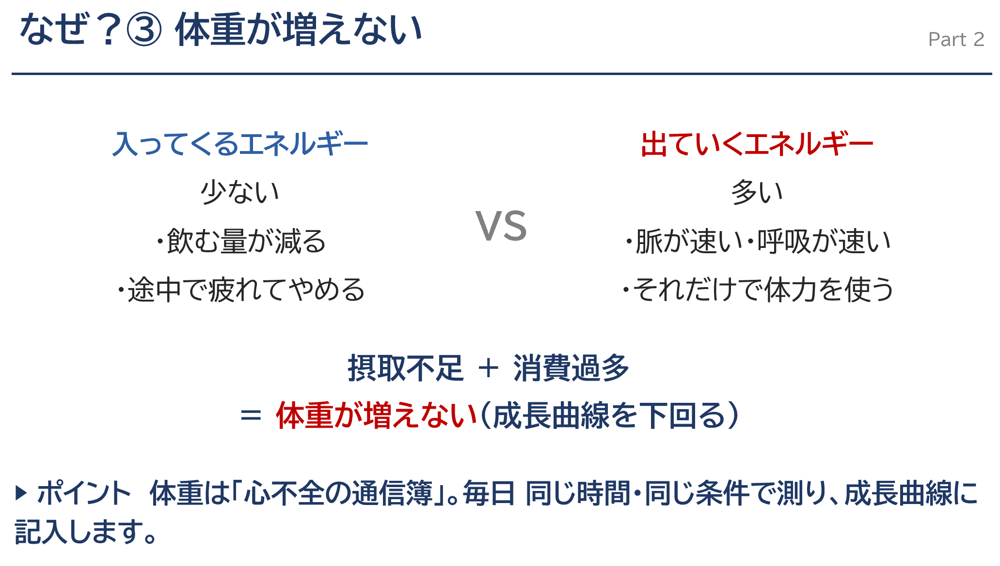 なぜ？③ 体重が増えない
Part 2
入ってくるエネルギー
少ない
・飲む量が減る
・途中で疲れてやめる
VS
出ていくエネルギー
多い
・脈が速い・呼吸が速い
・それだけで体力を使う
摂取不足 ＋ 消費過多
＝ 体重が増えない（成長曲線を下回る）
▶ ポイント　体重は「心不全の通信簿」。毎日 同じ時間・同じ条件で測り、成長曲線に
記入します。